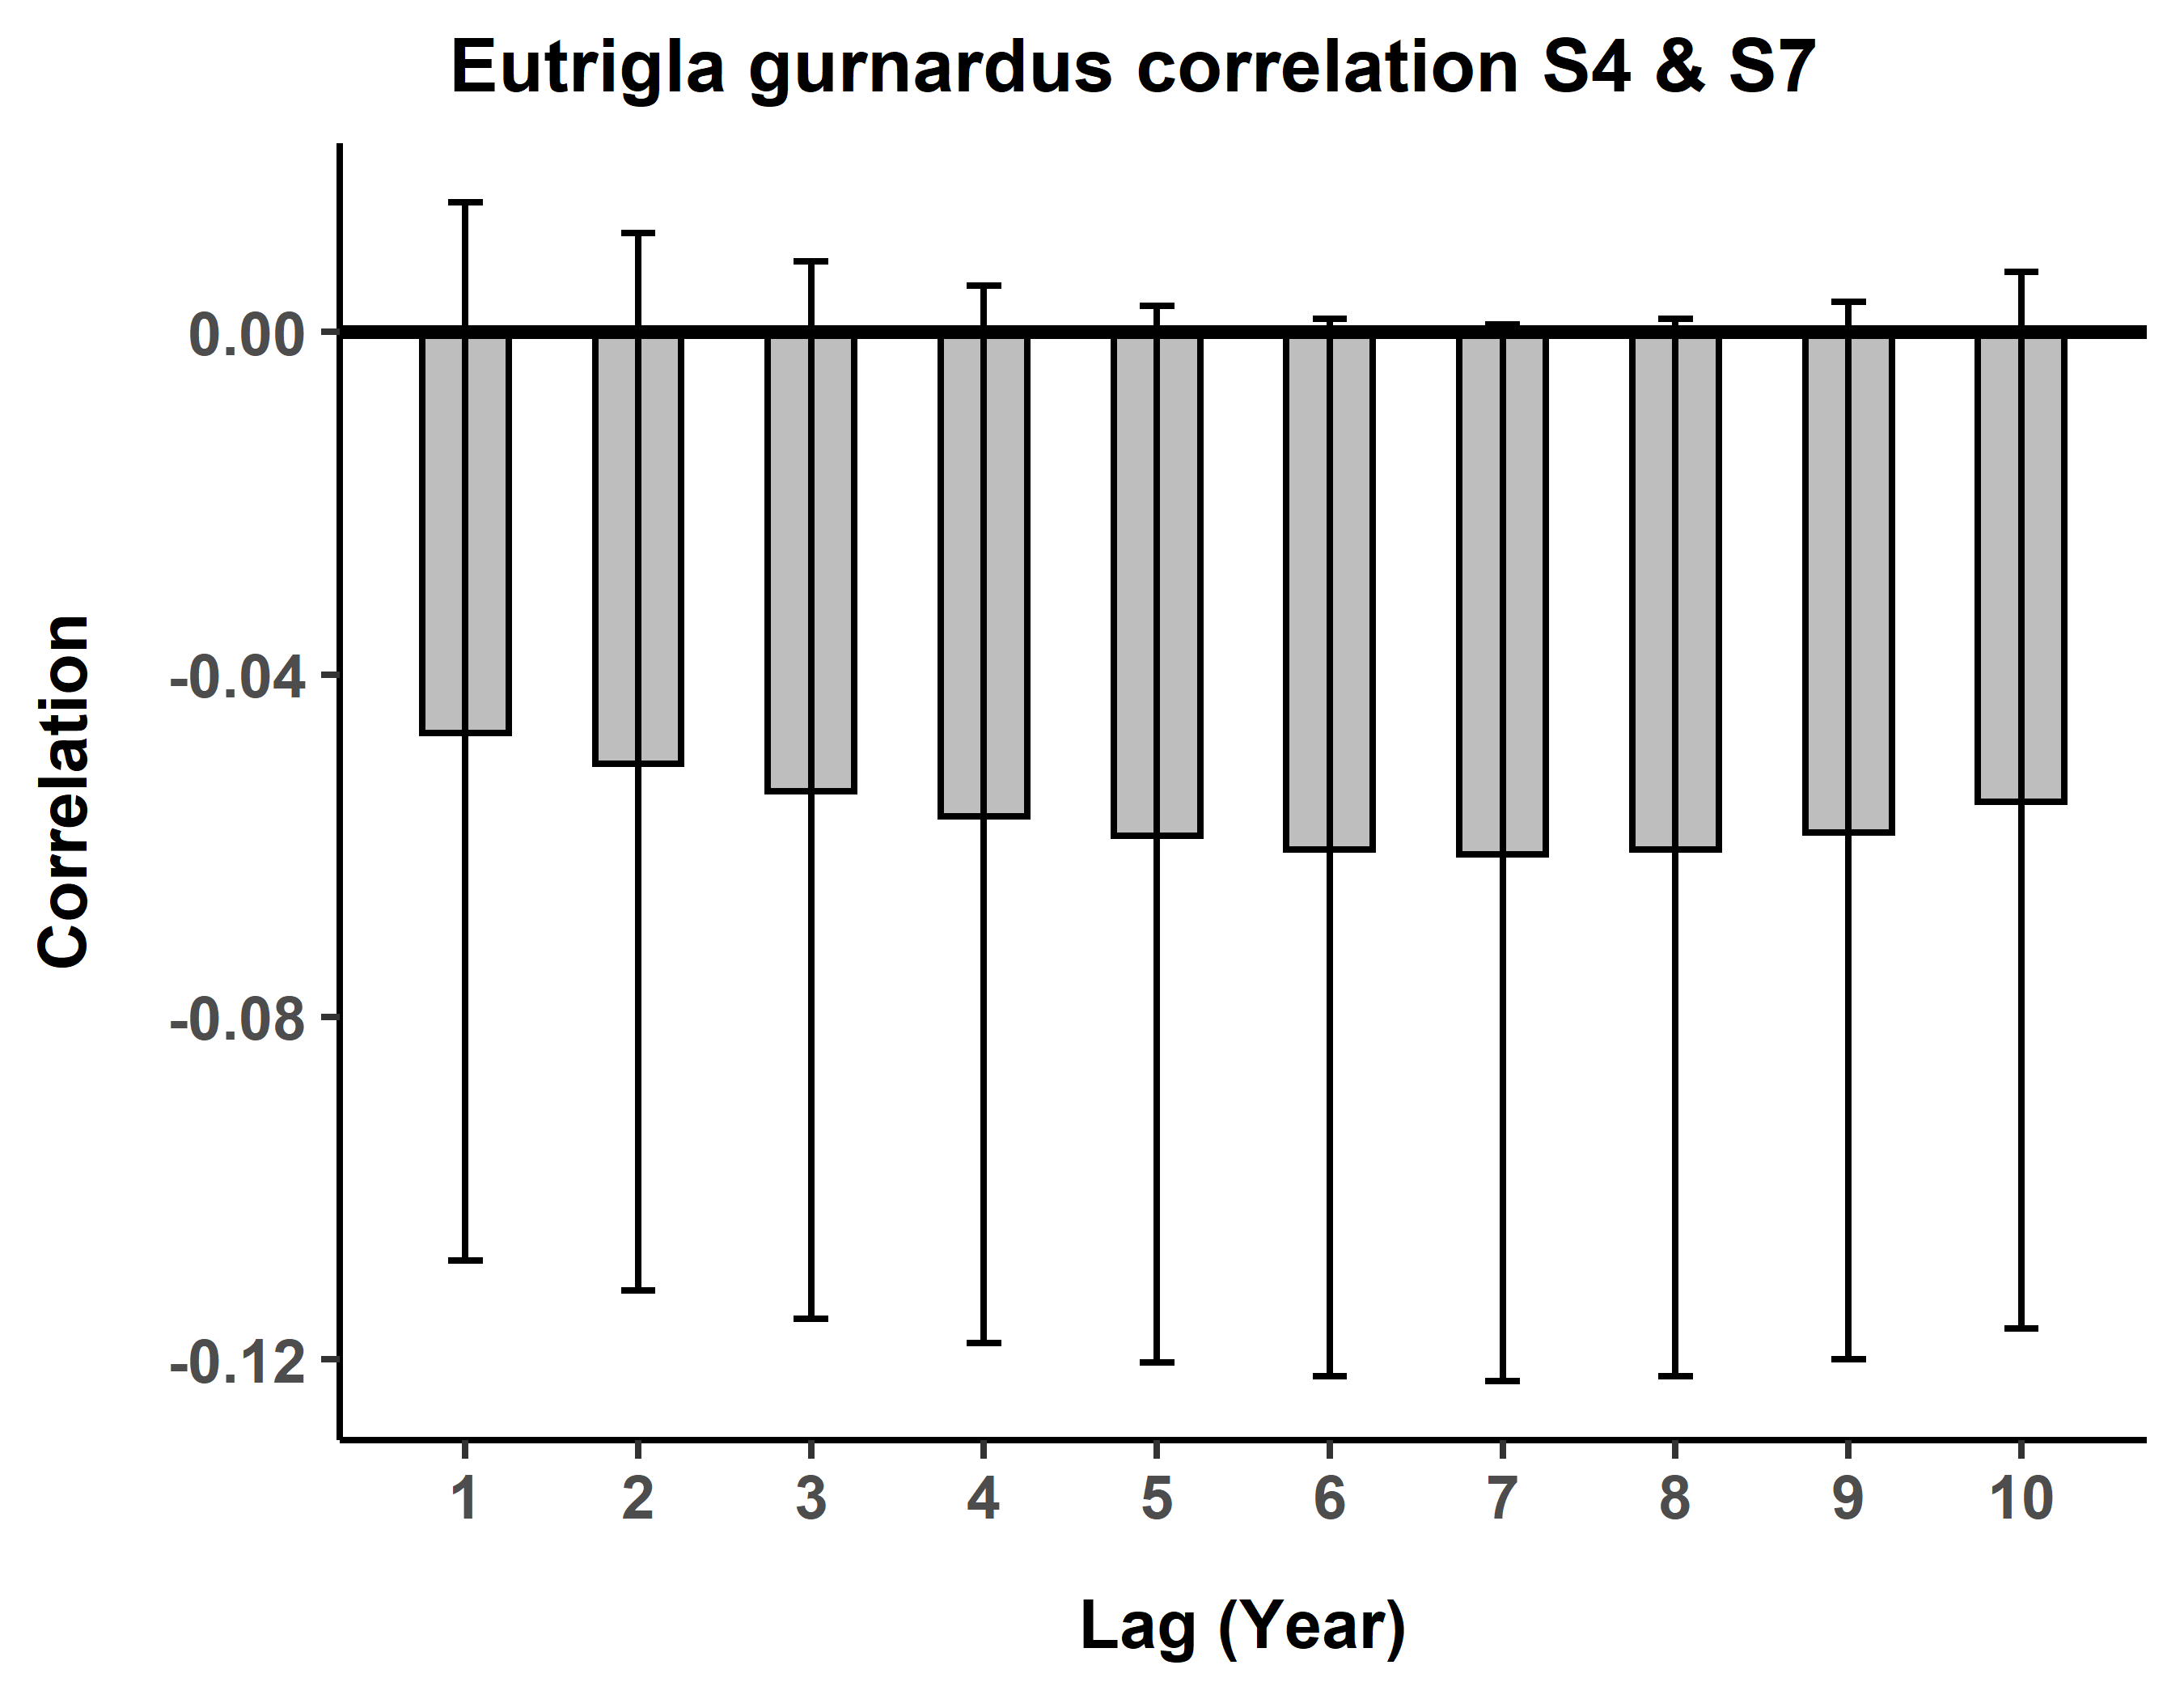 Eutrigla gurnardus correlation S4 & S7
Correlation
0.00
-0.04
-0.08
-0.12
1 2 3 4 5 6 7 8 9 10
Lag (Year)